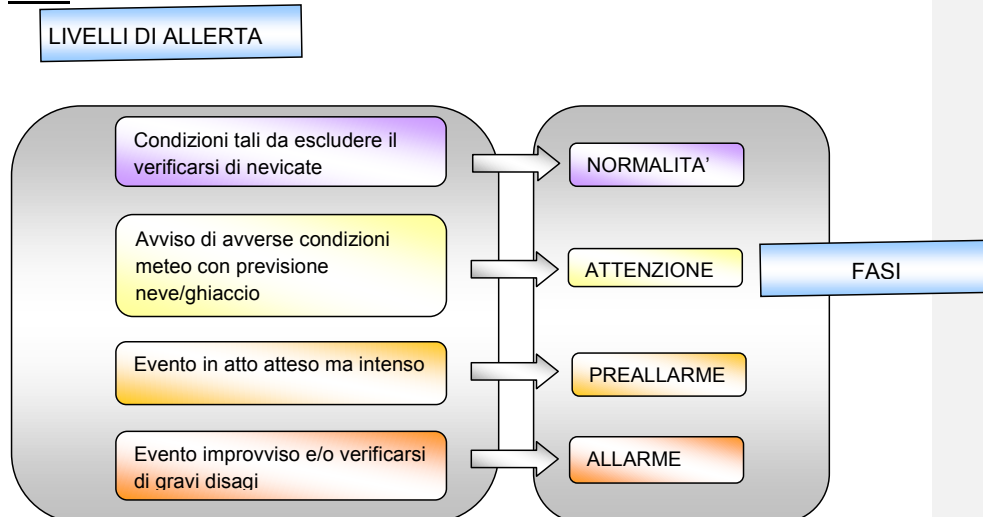 LIVELLI DI ALLERTA
Condizioni tali da escludere il
verificarsi di nevicate
NORMALITA’
Avviso di avverse condizioni
meteo con previsione
neve/ghiaccio
ATTENZIONE
FASI
Evento in atto atteso ma intenso
PREALLARME
Evento improvviso e/o verificarsi
di gravi disagi
ALLARME